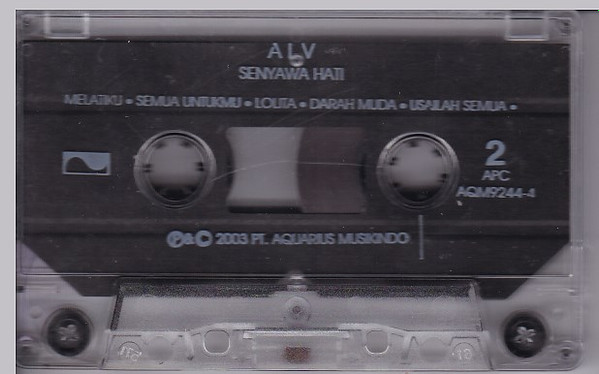 ALV
SENYAWA HATI
MELATIKU • SEMUA UNTUKMU • LOLITA • DARAH MUDA • USAILAH SEMUA •
2
APC
AQM9244-4
℗&© 2003 PT. AQUARIUS MUSIKINDO